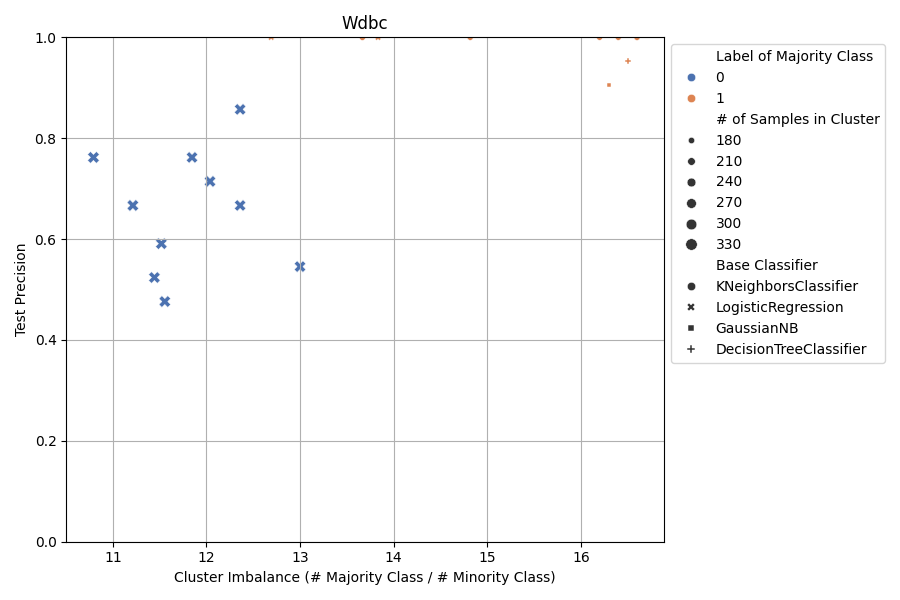 Wdbc
1.0
0.8
0.6
0.4
0.2
0.0
Test Precision
11
12
13
14
15
16
Cluster Imbalance (# Majority Class / # Minority Class)
Label of Majority Class
0
1
# of Samples in Cluster
180
210
240
270
300
330
Base Classifier
KNeighborsClassifier
LogisticRegression
GaussianNB
DecisionTreeClassifier